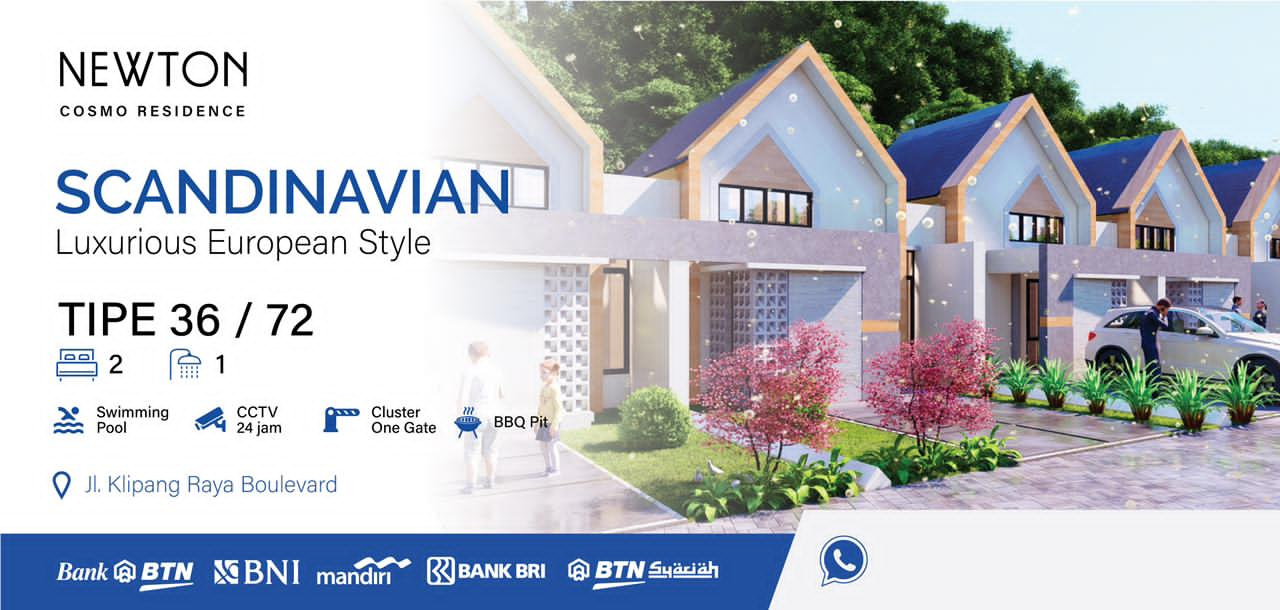 NEWTON
COSMO RESIDENCE
SCANDINAVIAN
Luxurious European Style
TIPE 36 / 72
2
1
Swimming
Pool
CCTV
24 jam
Cluster
One Gate
BBQ Pit
Jl. Klipang Raya Boulevard
Bank BTN
BNI
mandiri
BANK BRI
BTN Syariah